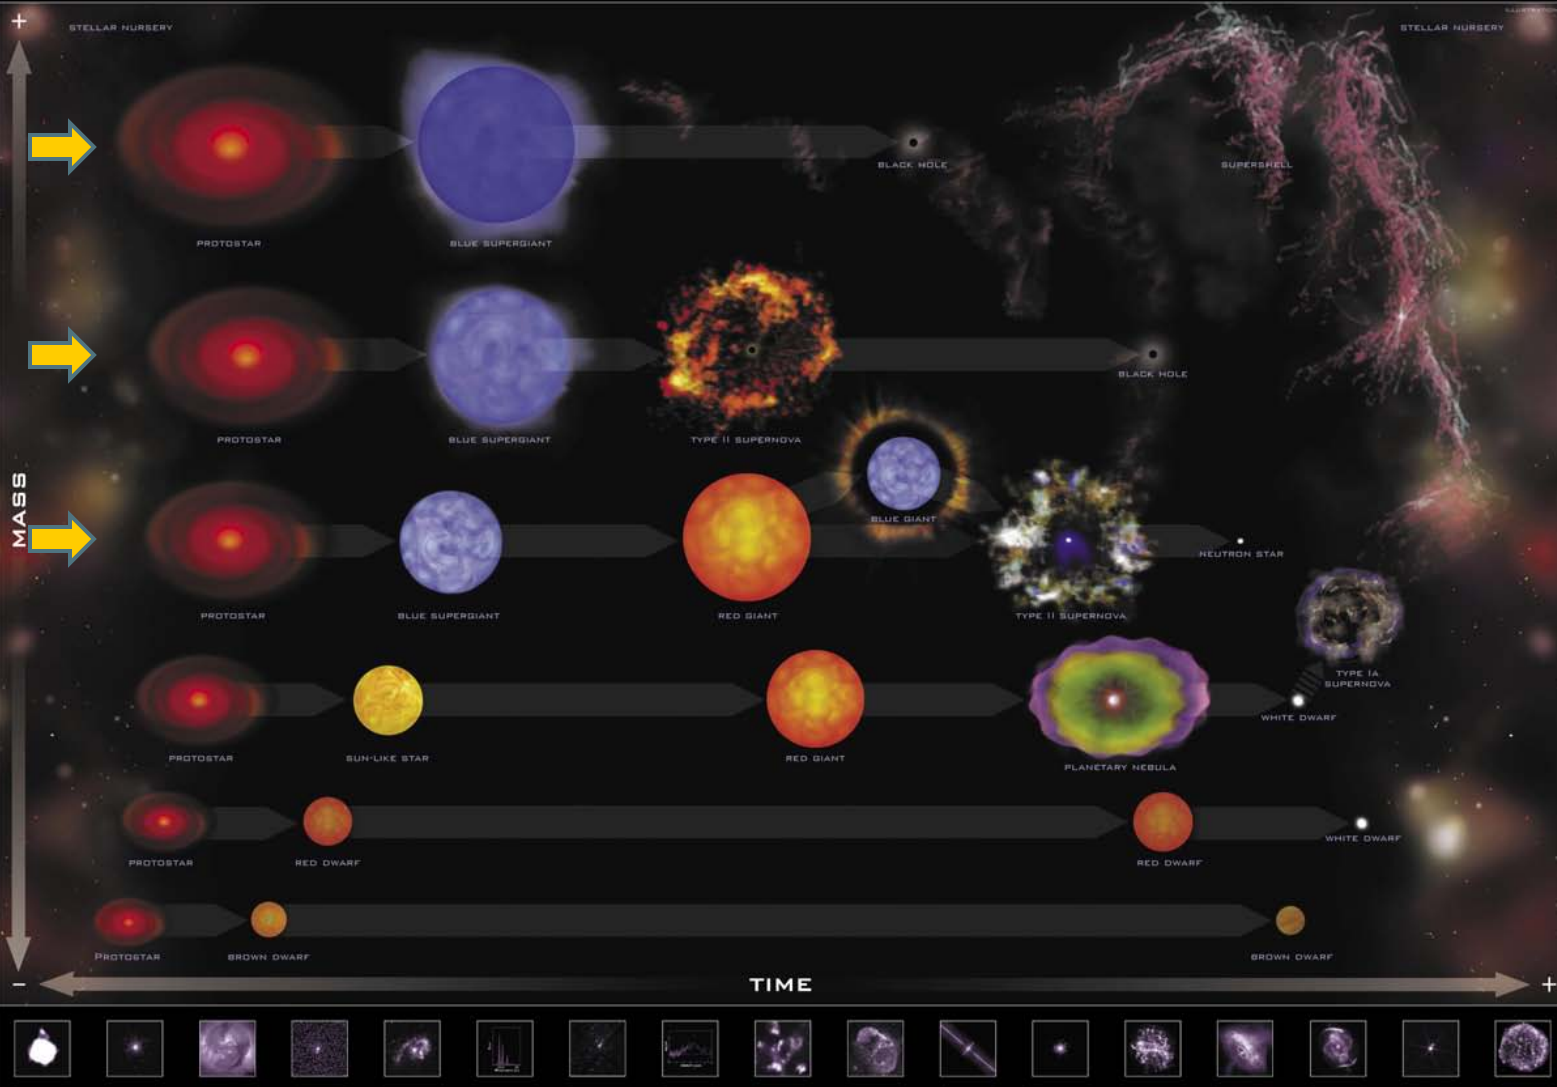 +
STELLAR NURSERY
STELLAR NURSERY
ILLUSTRATION
BLACK HOLE
SUPERSHELL
PROTOSTAR
BLUE SUPERGIANT
BLACK HOLE
PROTOSTAR
BLUE SUPERGIANT
TYPE II SUPERNOVA
MASS
BLUE GIANT
NEUTRON STAR
PROTOSTAR
BLUE SUPERGIANT
RED GIANT
TYPE II SUPERNOVA
TYPE IA
SUPERNOVA
WHITE DWARF
PROTOSTAR
SUN-LIKE STAR
RED GIANT
PLANETARY NEBULA
WHITE DWARF
PROTOSTAR
RED DWARF
RED DWARF
PROTOSTAR
BROWN DWARF
BROWN DWARF
–
TIME
+